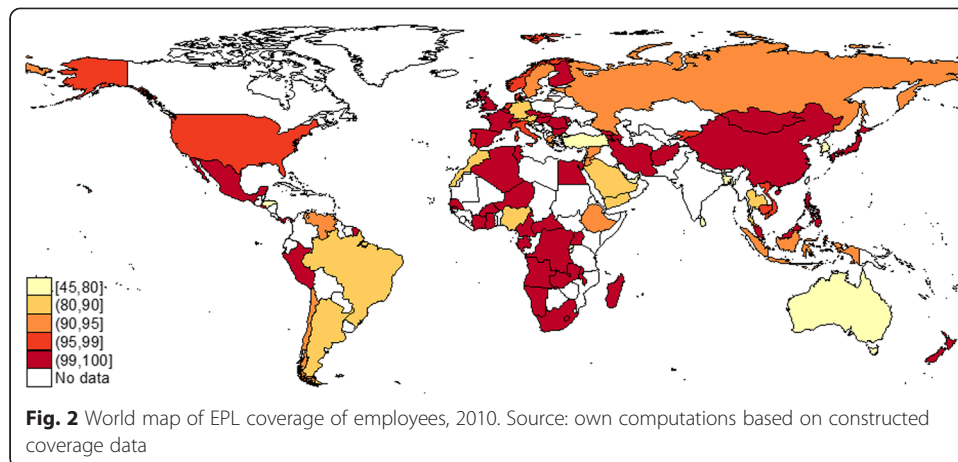 [45,80]
(80,90]
(90,95]
(95,99]
(99,100]
No data
Fig. 2 World map of EPL coverage of employees, 2010. Source: own computations based on constructed
coverage data